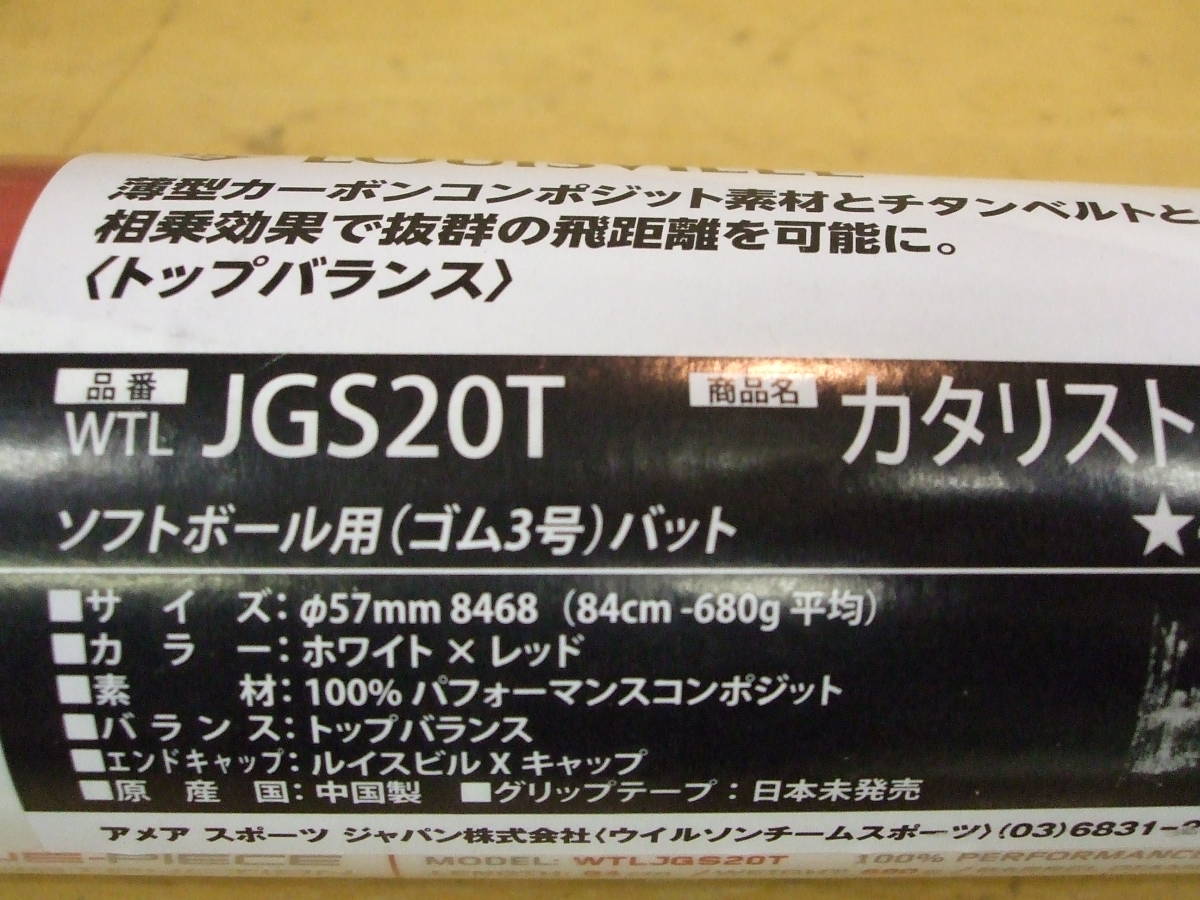 LOUISVILLE
薄型カーボンコンポジット素材とチタンベルトと
相乗効果で抜群の飛距離を可能に。
〈トップバランス〉
品番 WTL JGS20T 商品名 カタリスト
ソフトボール用(ゴム3号)バット ★
■サイズ:φ57mm 8468 (84cm -680g 平均)
■カラー:ホワイト×レッド
■素材:100% パフォーマンスコンポジット
■バランス:トップバランス
■エンドキャップ:ルイスビル X キャップ
■原産国:中国製 ■グリップテープ:日本未発売
アメア スポーツ ジャパン株式会社〈ウイルソンチームスポーツ〉(03)6831-
-PIECE MODEL: WTLJGS20T 100% PERFORMANCE